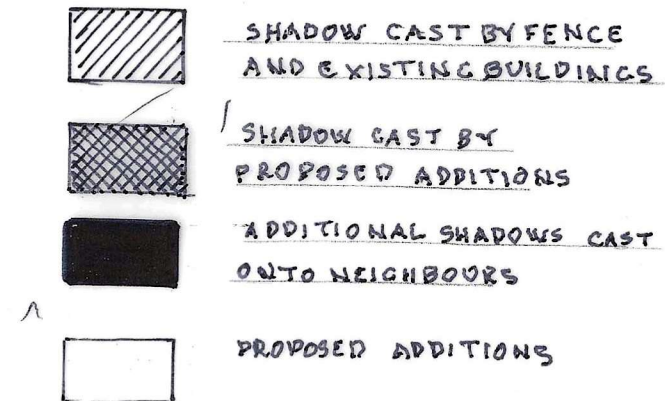 SHADOW CAST BY FENCE
AND EXISTING BUILDINGS
SHADOW CAST BY
PROPOSED ADDITIONS
ADDITIONAL SHADOWS CAST
ONTO NEIGHBOURS
PROPOSED ADDITIONS